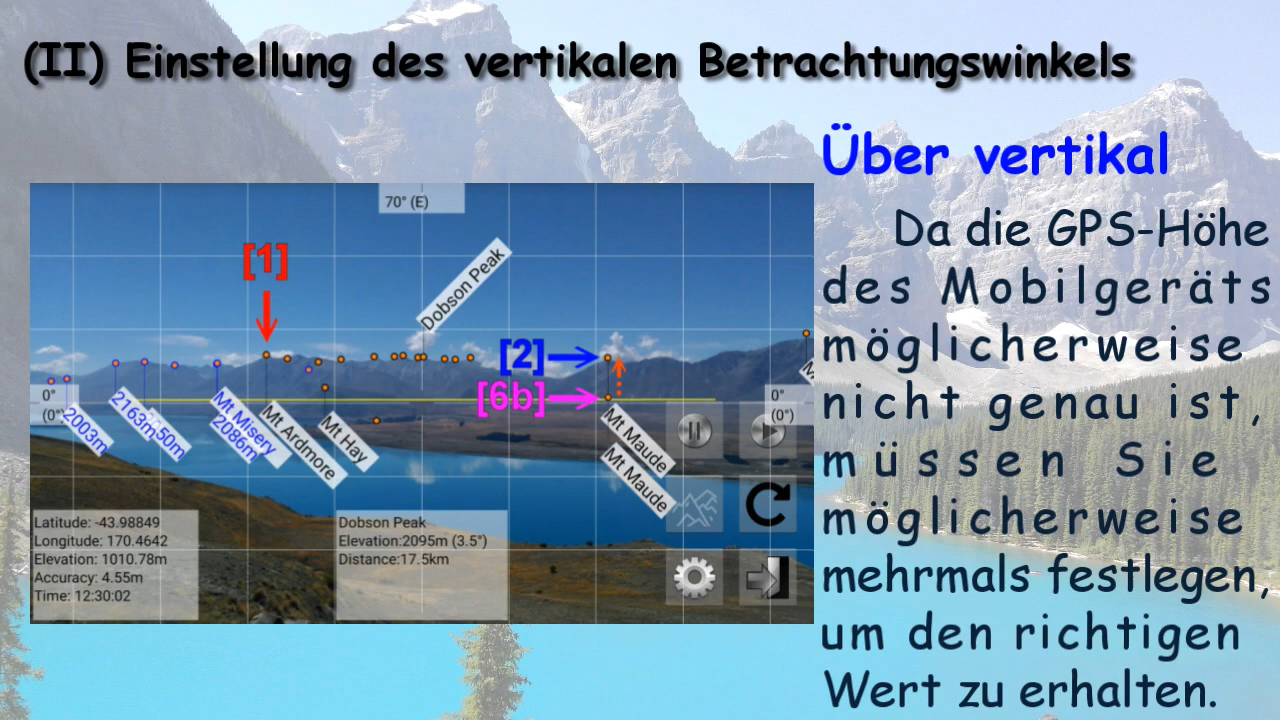 (II) Einstellung des vertikalen Betrachtungswinkels
Über vertikal
Da die GPS-Höhe
des Mobilgeräts
möglicherweise
nicht genau ist,
müssen Sie
möglicherweise
mehrmals festlegen,
um den richtigen
Wert zu erhalten.
70° (E)
[1]
Dobson Peak
[2]
[6b]
0°
(0°)
0°
(0°)
2003m
2163m
50m
Mt Misery
2086m
Mt Ardmore
Mt Hay
Mt Maude
Mt Maude
M
Latitude: -43.98849
Longitude: 170.4642
Elevation: 1010.78m
Accuracy: 4.55m
Time: 12:30:02
Dobson Peak
Elevation:2095m (3.5°)
Distance:17.5km